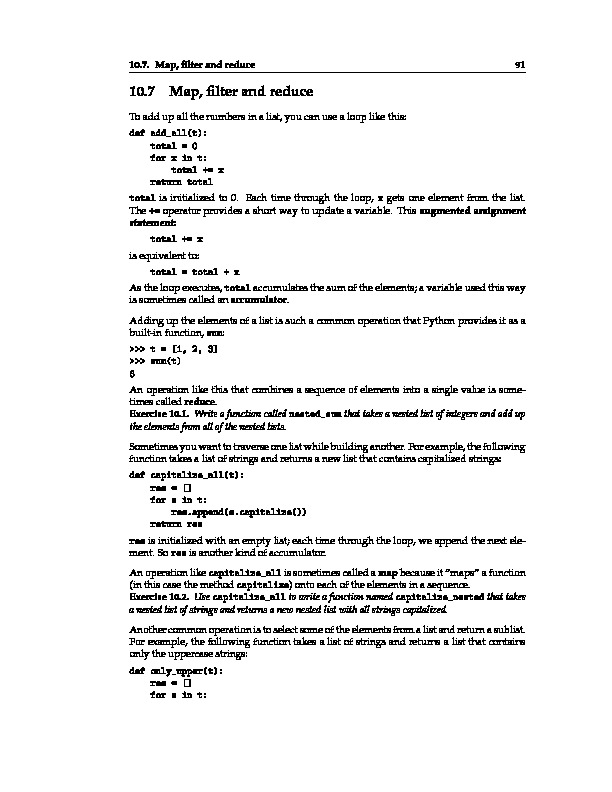 10.7. Map, filter and reduce 91
10.7 Map, filter and reduce
To add up all the numbers in a list, you can use a loop like this:
def add_all(t):
    total = 0
    for x in t:
        total += x
    return total
total is initialized to 0. Each time through the loop, x gets one element from the list.
The += operator provides a short way to update a variable. This augmented assignment
statement:
    total += x
is equivalent to:
    total = total + x
As the loop executes, total accumulates the sum of the elements; a variable used this way
is sometimes called an accumulator.
Adding up the elements of a list is such a common operation that Python provides it as a
built-in function, sum:
>>> t = [1, 2, 3]
>>> sum(t)
6
An operation like this that combines a sequence of elements into a single value is some-
times called reduce.
Exercise 10.1. Write a function called nested_sum that takes a nested list of integers and add up
the elements from all of the nested lists.
Sometimes you want to traverse one list while building another. For example, the following
function takes a list of strings and returns a new list that contains capitalized strings:
def capitalize_all(t):
    res = []
    for s in t:
        res.append(s.capitalize())
    return res
res is initialized with an empty list; each time through the loop, we append the next ele-
ment. So res is another kind of accumulator.
An operation like capitalize_all is sometimes called a map because it "maps" a function
(in this case the method capitalize) onto each of the elements in a sequence.
Exercise 10.2. Use capitalize_all to write a function named capitalize_nested that takes
a nested list of strings and returns a new nested list with all strings capitalized.
Another common operation is to select some of the elements from a list and return a sublist.
For example, the following function takes a list of strings and returns a list that contains
only the uppercase strings:
def only_upper(t):
    res = []
    for s in t: